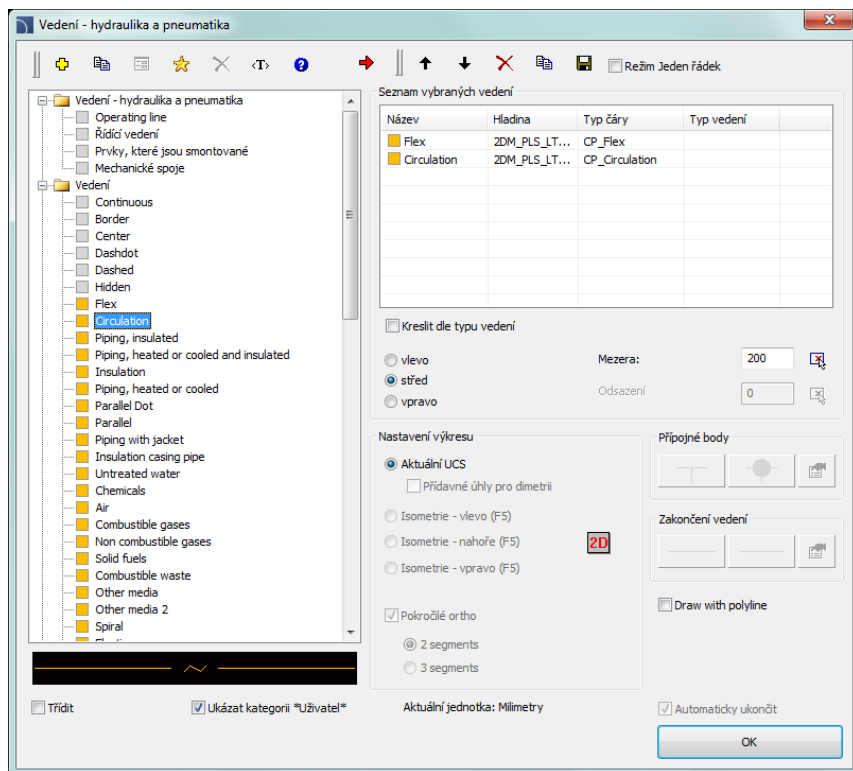 Vedení - hydraulika a pneumatika
<T>
Režim Jeden řádek
Vedení - hydraulika a pneumatika
Operating line
Řídící vedení
Prvky, které jsou smontované
Mechanické spoje
Vedení
Continuous
Border
Center
Dashdot
Dashed
Hidden
Flex
Circulation
Piping, insulated
Piping, heated or cooled and insulated
Insulation
Piping, heated or cooled
Parallel Dot
Parallel
Piping with jacket
Insulation casing pipe
Untreated water
Chemicals
Air
Combustible gases
Non combustible gases
Solid fuels
Combustible waste
Other media
Other media 2
Spiral
Třídit
Ukázat kategorii *Uživatel*
Seznam vybraných vedení
Název Hladina Typ čáry Typ vedení
Flex 2DM_PLS_LT... CP_Flex
Circulation 2DM_PLS_LT... CP_Circulation
Kreslit dle typu vedení
vlevo
střed
vpravo
Mezera: 200
Odsazení 0
Nastavení výkresu
Aktuální UCS
Přídavné úhly pro dimetrii
Isometrie - vlevo (F5)
Isometrie - nahoře (F5)
Isometrie - vpravo (F5)
2D
Pokročilé ortho
2 segments
3 segments
Aktuální jednotka: Milimetry
Přípojné body
Zakončení vedení
Draw with polyline
Automaticky ukončit
OK